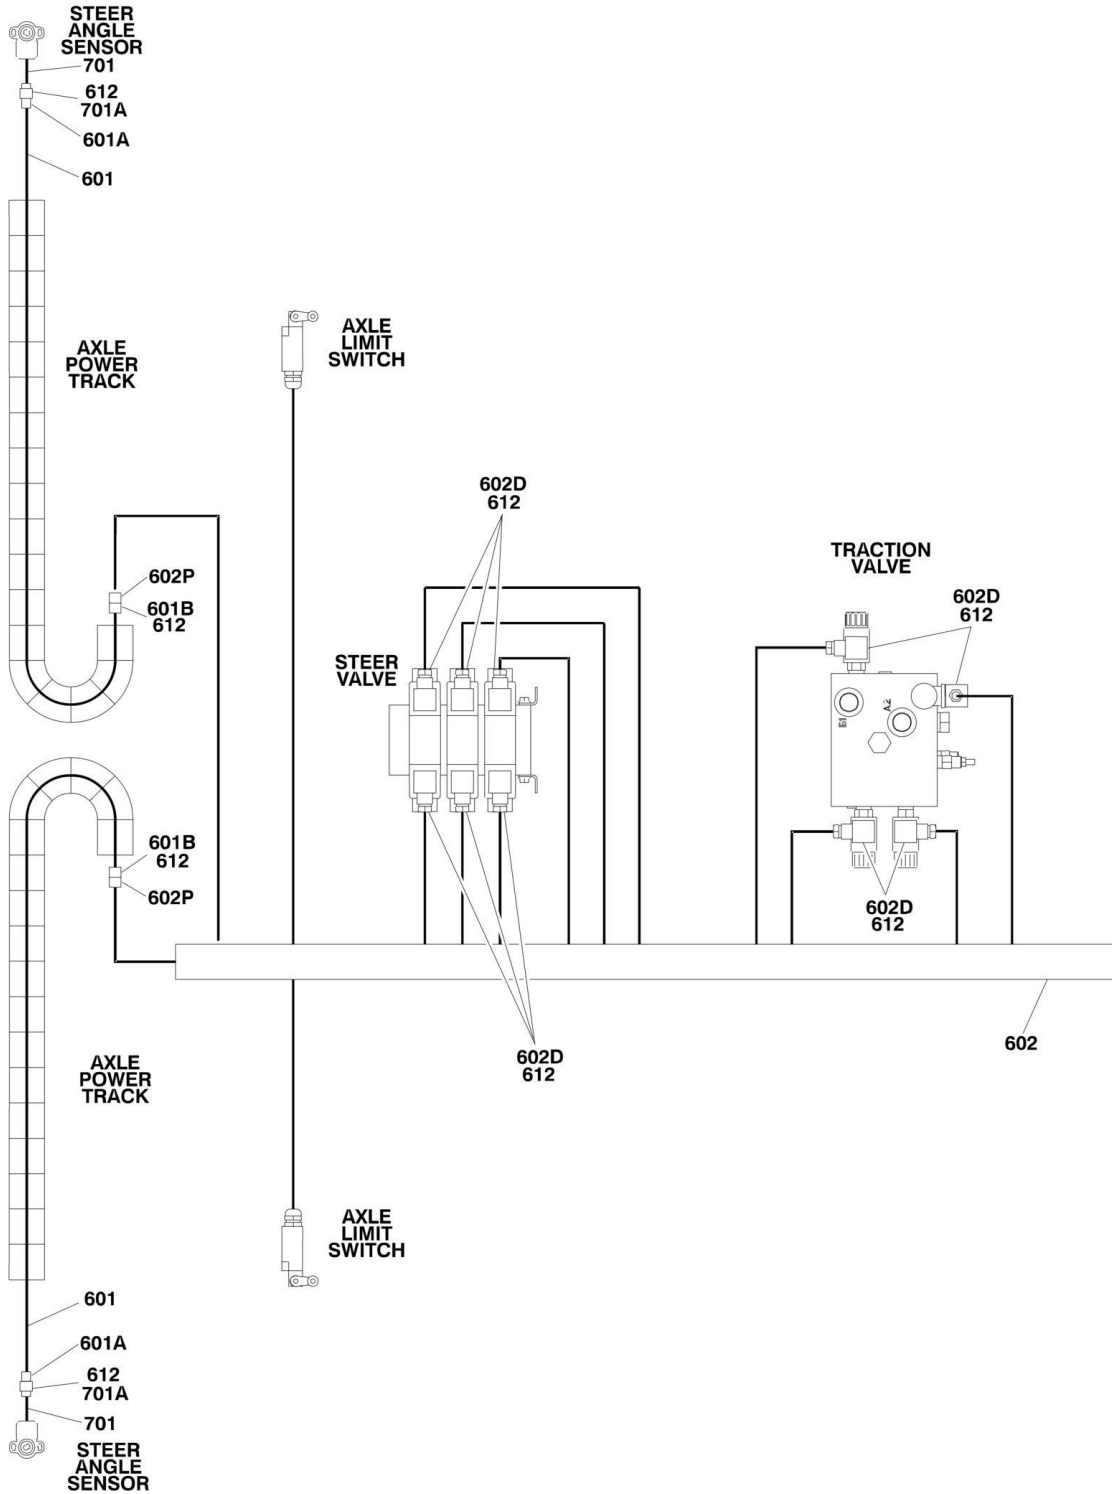 STEER
ANGLE
SENSOR
701
612
701A
601A
601
AXLE
POWER
TRACK
AXLE
LIMIT
SWITCH
602D
612
TRACTION
VALVE
602P
601B
612
602D
612
STEER
VALVE
A2
601B
612
602P
602D
612
602
602D
612
AXLE
POWER
TRACK
AXLE
LIMIT
SWITCH
601
601A
612
701A
701
STEER
ANGLE
SENSOR